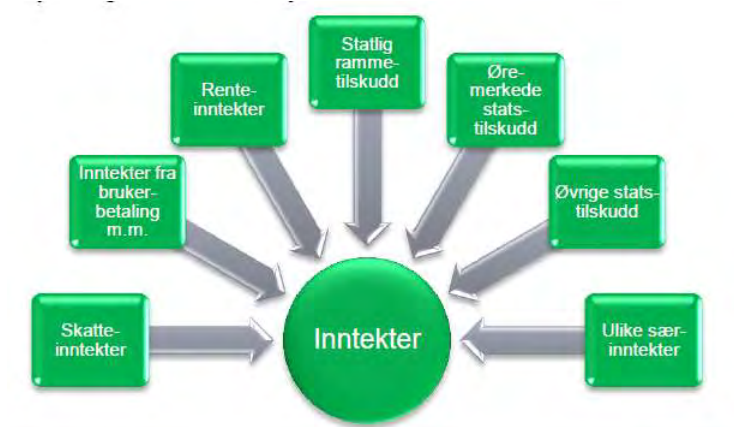 Statlig
ramme-
tilskudd
Øre-
merkede
stats-
tilskudd
Rente-
inntekter
Inntekter fra
bruker-
betaling
m.m.
Øvrige stats-
tilskudd
Skatte-
inntekter
Inntekter
Ulike sær-
inntekter